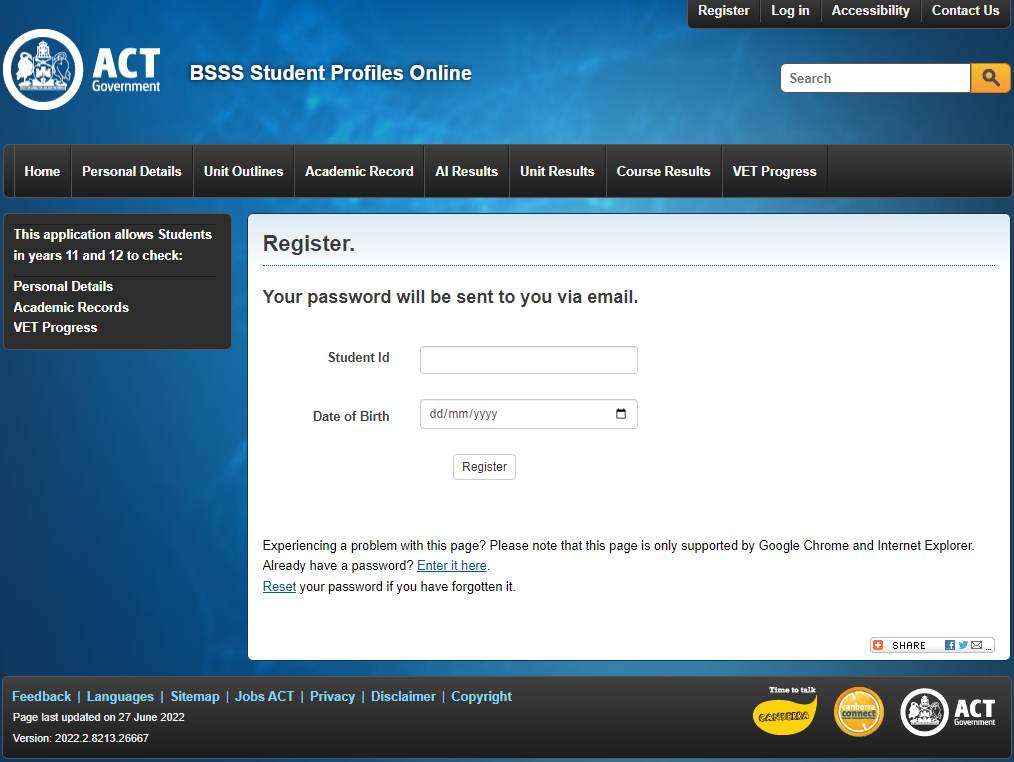 Register Log in Accessibility Contact Us
ACT
Government
BSSS Student Profiles Online
Search
Home Personal Details Unit Outlines Academic Record AI Results Unit Results Course Results VET Progress
This application allows Students
in years 11 and 12 to check:
Personal Details
Academic Records
VET Progress
Register.
Your password will be sent to you via email.
Student Id
Date of Birth dd/mm/yyyy
Register
Experiencing a problem with this page? Please note that this page is only supported by Google Chrome and Internet Explorer.
Already have a password? Enter it here.
Reset your password if you have forgotten it.
SHARE ...
Feedback | Languages | Sitemap | Jobs ACT | Privacy | Disclaimer | Copyright
Page last updated on 27 June 2022
Version: 2022.2.8213.26667
Time to talk
CANBERRA
canberra
connect
ACT
Government